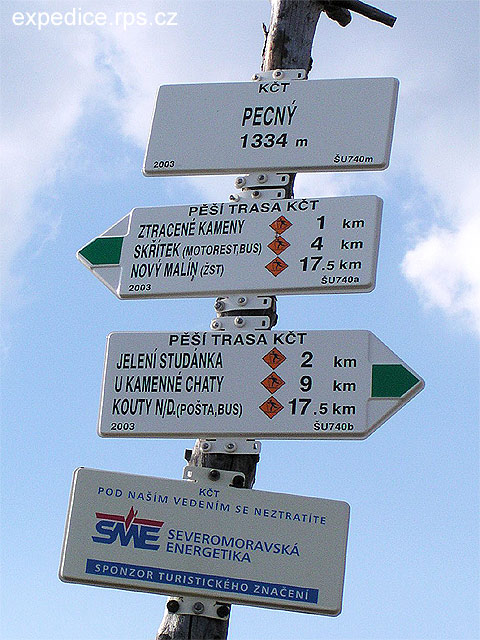 expedice.rps.cz
KČT
PECNÝ
1334 m
2003 ŠU740m
PĚŠÍ TRASA KČT
ZTRACENÉ KAMENY 1 km
SKŘÍTEK (MOTOREST,BUS) 4 km
NOVÝ MALÍN (ŽST) 17.5 km
2003 ŠU740a
PĚŠÍ TRASA KČT
JELENÍ STUDÁNKA 2 km
U KAMENNÉ CHATY 9 km
KOUTY N/D.(POŠTA,BUS) 17.5 km
2003 ŠU740b
KČT
POD NAŠÍM VEDENÍM SE NEZTRATÍTE
SME SEVEROMORAVSKÁ
ENERGETIKA
SPONZOR TURISTICKÉHO ZNAČENÍ